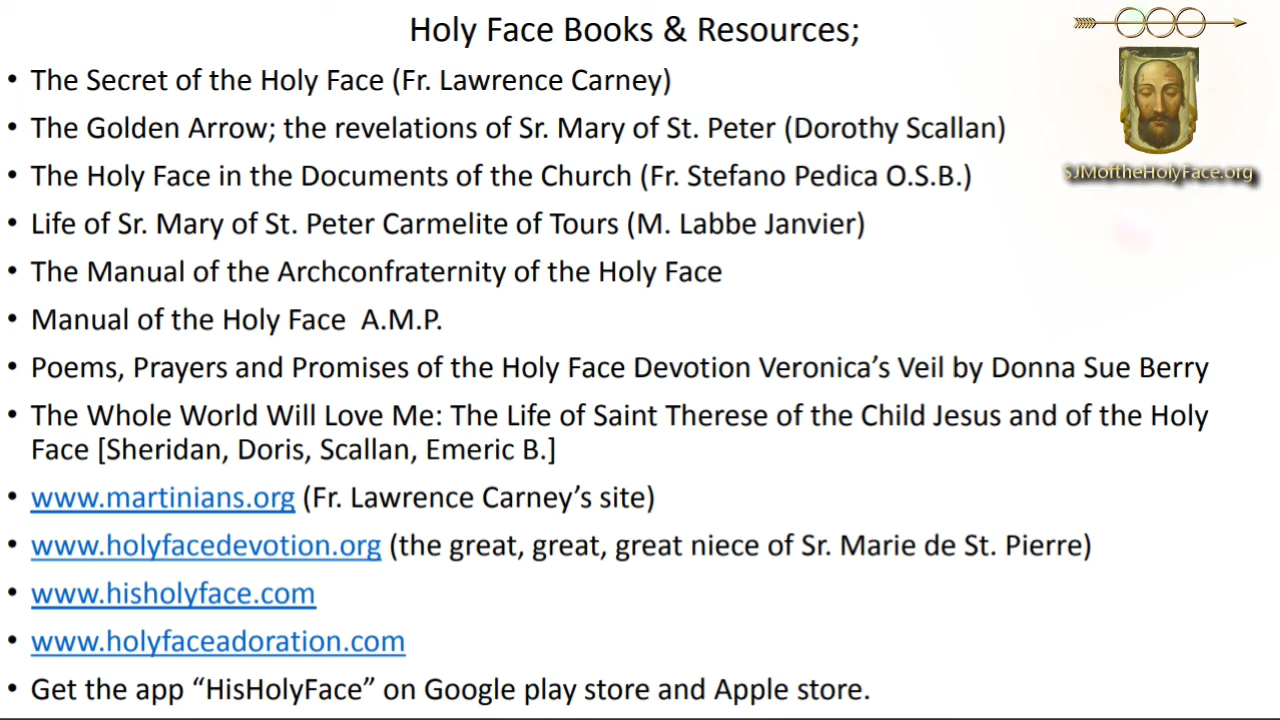 Holy Face Books & Resources;
SJMoftheHolyFace.org
• The Secret of the Holy Face (Fr. Lawrence Carney)
• The Golden Arrow; the revelations of Sr. Mary of St. Peter (Dorothy Scallan)
• The Holy Face in the Documents of the Church (Fr. Stefano Pedica O.S.B.)
• Life of Sr. Mary of St. Peter Carmelite of Tours (M. Labbe Janvier)
• The Manual of the Archconfraternity of the Holy Face
• Manual of the Holy Face  A.M.P.
• Poems, Prayers and Promises of the Holy Face Devotion Veronica’s Veil by Donna Sue Berry
• The Whole World Will Love Me: The Life of Saint Therese of the Child Jesus and of the Holy
Face [Sheridan, Doris, Scallan, Emeric B.]
• www.martinians.org (Fr. Lawrence Carney’s site)
• www.holyfacedevotion.org (the great, great, great niece of Sr. Marie de St. Pierre)
• www.hisholyface.com
• www.holyfaceadoration.com
• Get the app “HisHolyFace” on Google play store and Apple store.